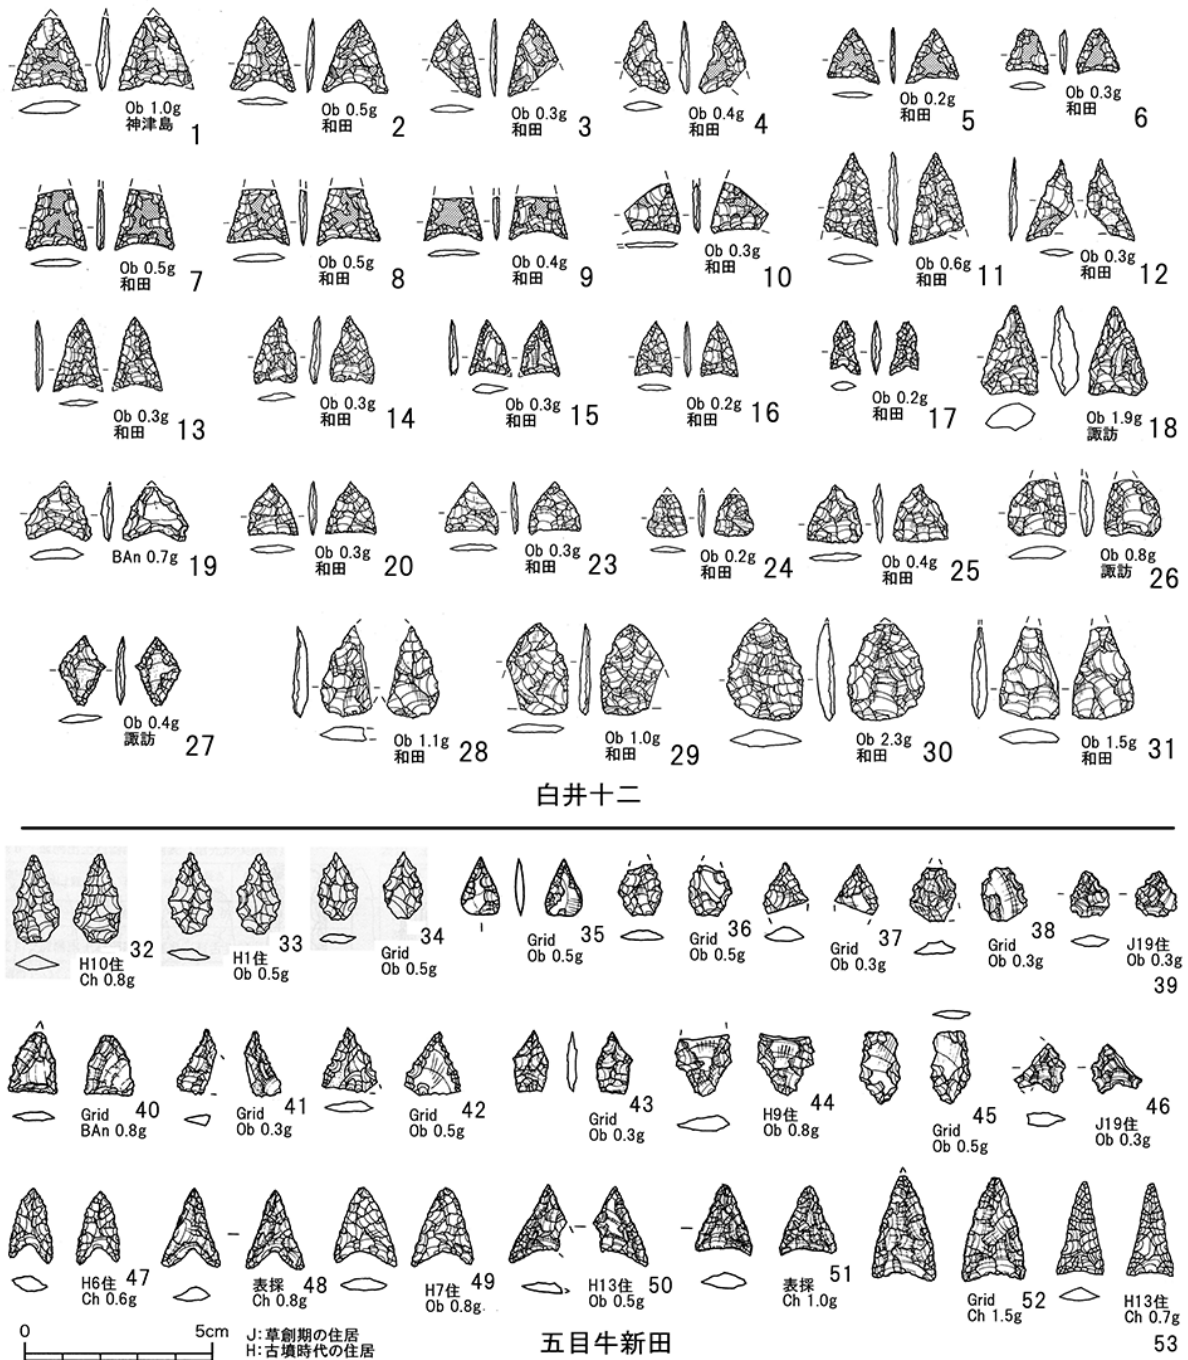 Ob 1.0g
神津島
1
Ob 0.5g
和田
2
Ob 0.3g
和田
3
Ob 0.4g
和田
4
Ob 0.2g
和田
5
Ob 0.3g
和田
6
Ob 0.5g
和田
7
Ob 0.5g
和田
8
Ob 0.4g
和田
9
Ob 0.3g
和田
10
Ob 0.6g
和田
11
Ob 0.3g
和田
12
Ob 0.3g
和田
13
Ob 0.3g
和田
14
Ob 0.3g
和田
15
Ob 0.2g
和田
16
Ob 0.2g
和田
17
Ob 1.9g
諏訪
18
BAn 0.7g
19
Ob 0.3g
和田
20
Ob 0.3g
和田
23
Ob 0.2g
和田
24
Ob 0.4g
和田
25
Ob 0.8g
諏訪
26
Ob 0.4g
諏訪
27
Ob 1.1g
和田
28
Ob 1.0g
和田
29
Ob 2.3g
和田
30
Ob 1.5g
和田
31
白井十二
32
H10住
Ch 0.8g
33
H1住
Ob 0.5g
34
Grid
Ob 0.5g
35
Grid
Ob 0.5g
36
Grid
Ob 0.5g
37
Grid
Ob 0.3g
38
Grid
Ob 0.3g
J19住
Ob 0.3g
39
40
Grid
BAn 0.8g
41
Grid
Ob 0.3g
42
Grid
Ob 0.5g
43
Grid
Ob 0.3g
44
H9住
Ob 0.8g
45
Grid
Ob 0.5g
46
J19住
Ob 0.3g
47
H6住
Ch 0.6g
48
表採
Ch 0.8g
49
H7住
Ob 0.8g
50
H13住
Ob 0.5g
51
表採
Ch 1.0g
52
Grid
Ch 1.5g
H13住
Ch 0.7g
53
0 5cm
J:草創期の住居
H:古墳時代の住居
五目牛新田